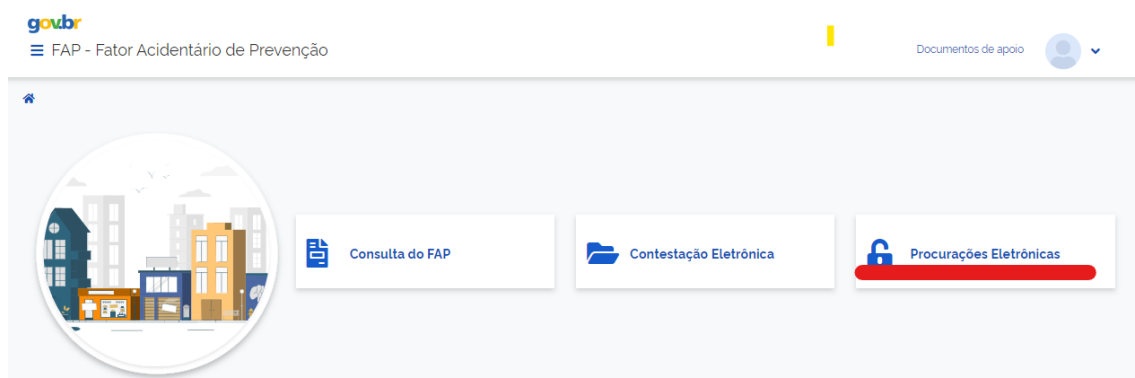 gov.br
FAP - Fator Acidentário de Prevenção
Documentos de apoio
Consulta do FAP
Contestação Eletrônica
Procurações Eletrônicas